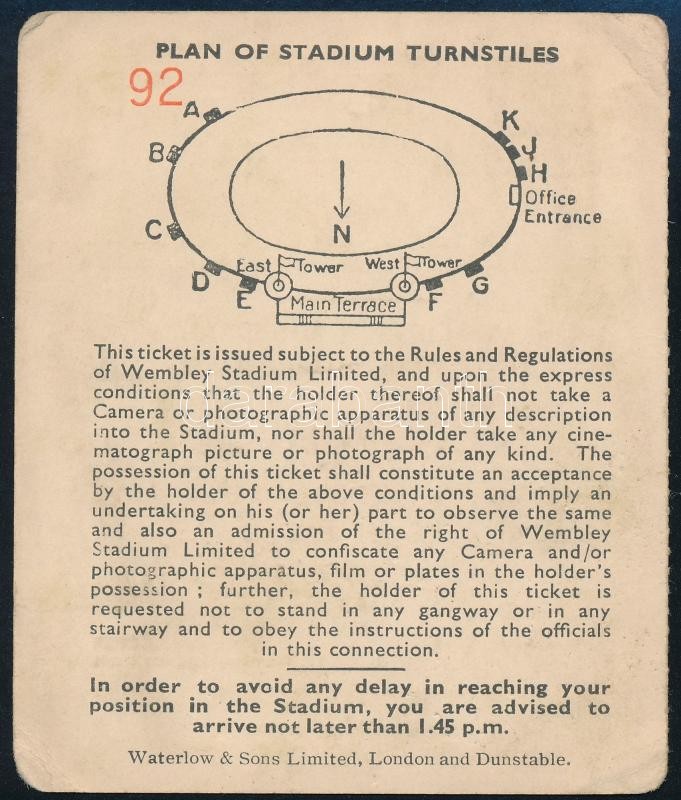 PLAN OF STADIUM TURNSTILES
92
A
K
B
J
H
Office
Entrance
C
N
East Tower West Tower
D
E
F
G
Main Terrace
This ticket is issued subject to the Rules and Regulations
of Wembley Stadium Limited, and upon the express
conditions that the holder thereof shall not take a
Camera or photographic apparatus of any description
into the Stadium, nor shall the holder take any cine-
matograph picture or photograph of any kind. The
possession of this ticket shall constitute an acceptance
by the holder of the above conditions and imply an
undertaking on his (or her) part to observe the same
and also an admission of the right of Wembley
Stadium Limited to confiscate any Camera and/or
photographic apparatus, film or plates in the holder's
possession ; further, the holder of this ticket is
requested not to stand in any gangway or in any
stairway and to obey the instructions of the officials
in this connection.
In order to avoid any delay in reaching your
position in the Stadium, you are advised to
arrive not later than 1.45 p.m.
Waterlow & Sons Limited, London and Dunstable.